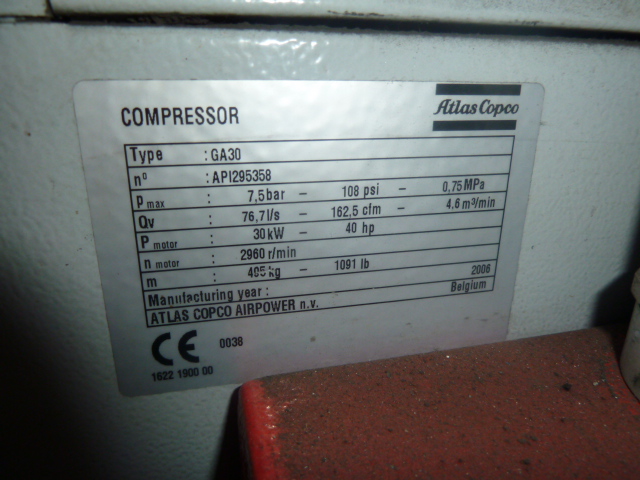 COMPRESSOR
Atlas Copco
Type : GA30
n° : API295358
P max : 7,5bar – 108 psi – 0,75 MPa
Qv : 76,7 l/s – 162,5 cfm – 4,6 m³/min
P motor : 30 kW – 40 hp
n motor : 2960 r/min
m : 495 kg – 1091 lb
Manufacturing year : 2006
ATLAS COPCO AIRPOWER n.v. Belgium
CE 0038
1622 1900 00